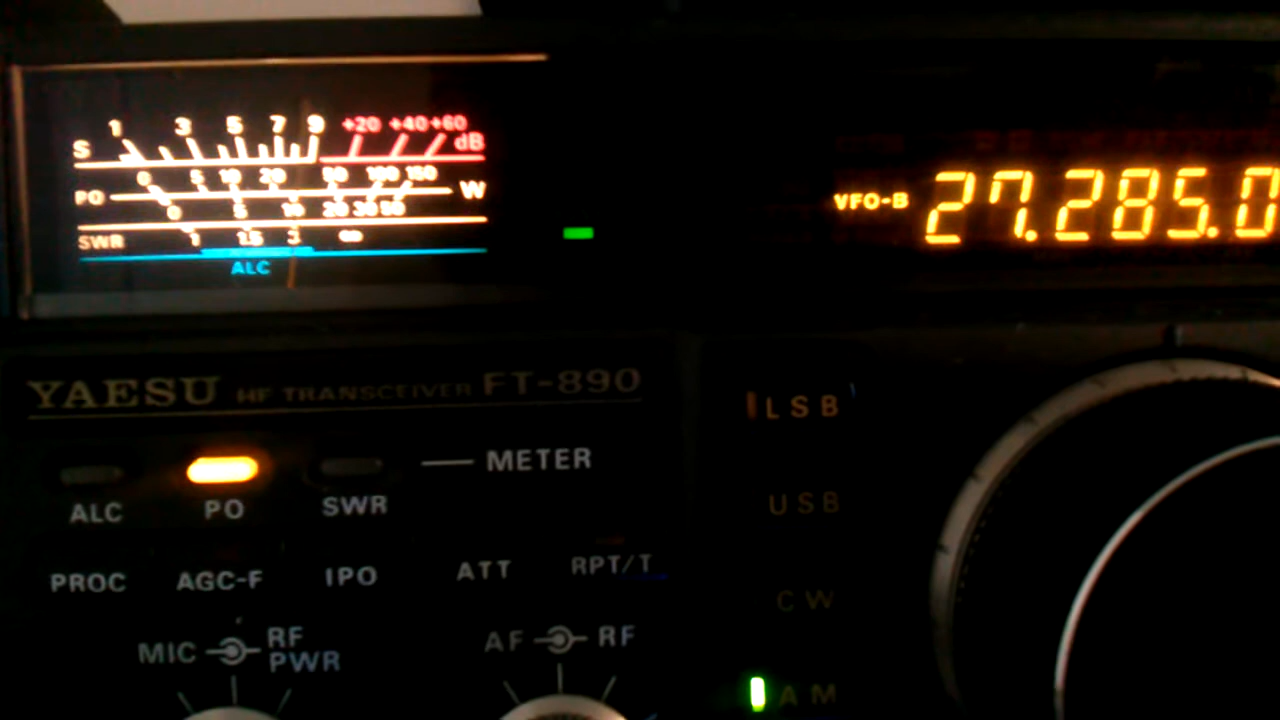 1 3 5 7 9 +20 +40 +60
S dB
0 5 10 20 50 100 150
PO W
0 5 10 20 30 50
SWR 1 1.5 3 ∞
ALC
VFO-B 27.285.0
YAESU HF TRANSCEIVER FT-890
ALC PO SWR METER
PROC AGC-F IPO ATT RPT/T
MIC RF PWR AF RF
LSB
USB
CW
AM